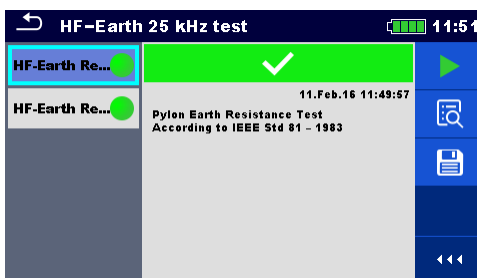 HF-Earth 25 kHz test
11:51
HF-Earth Re...
HF-Earth Re...
11.Feb.16 11:49:57
Pylon Earth Resistance Test
According to IEEE Std 81 - 1983